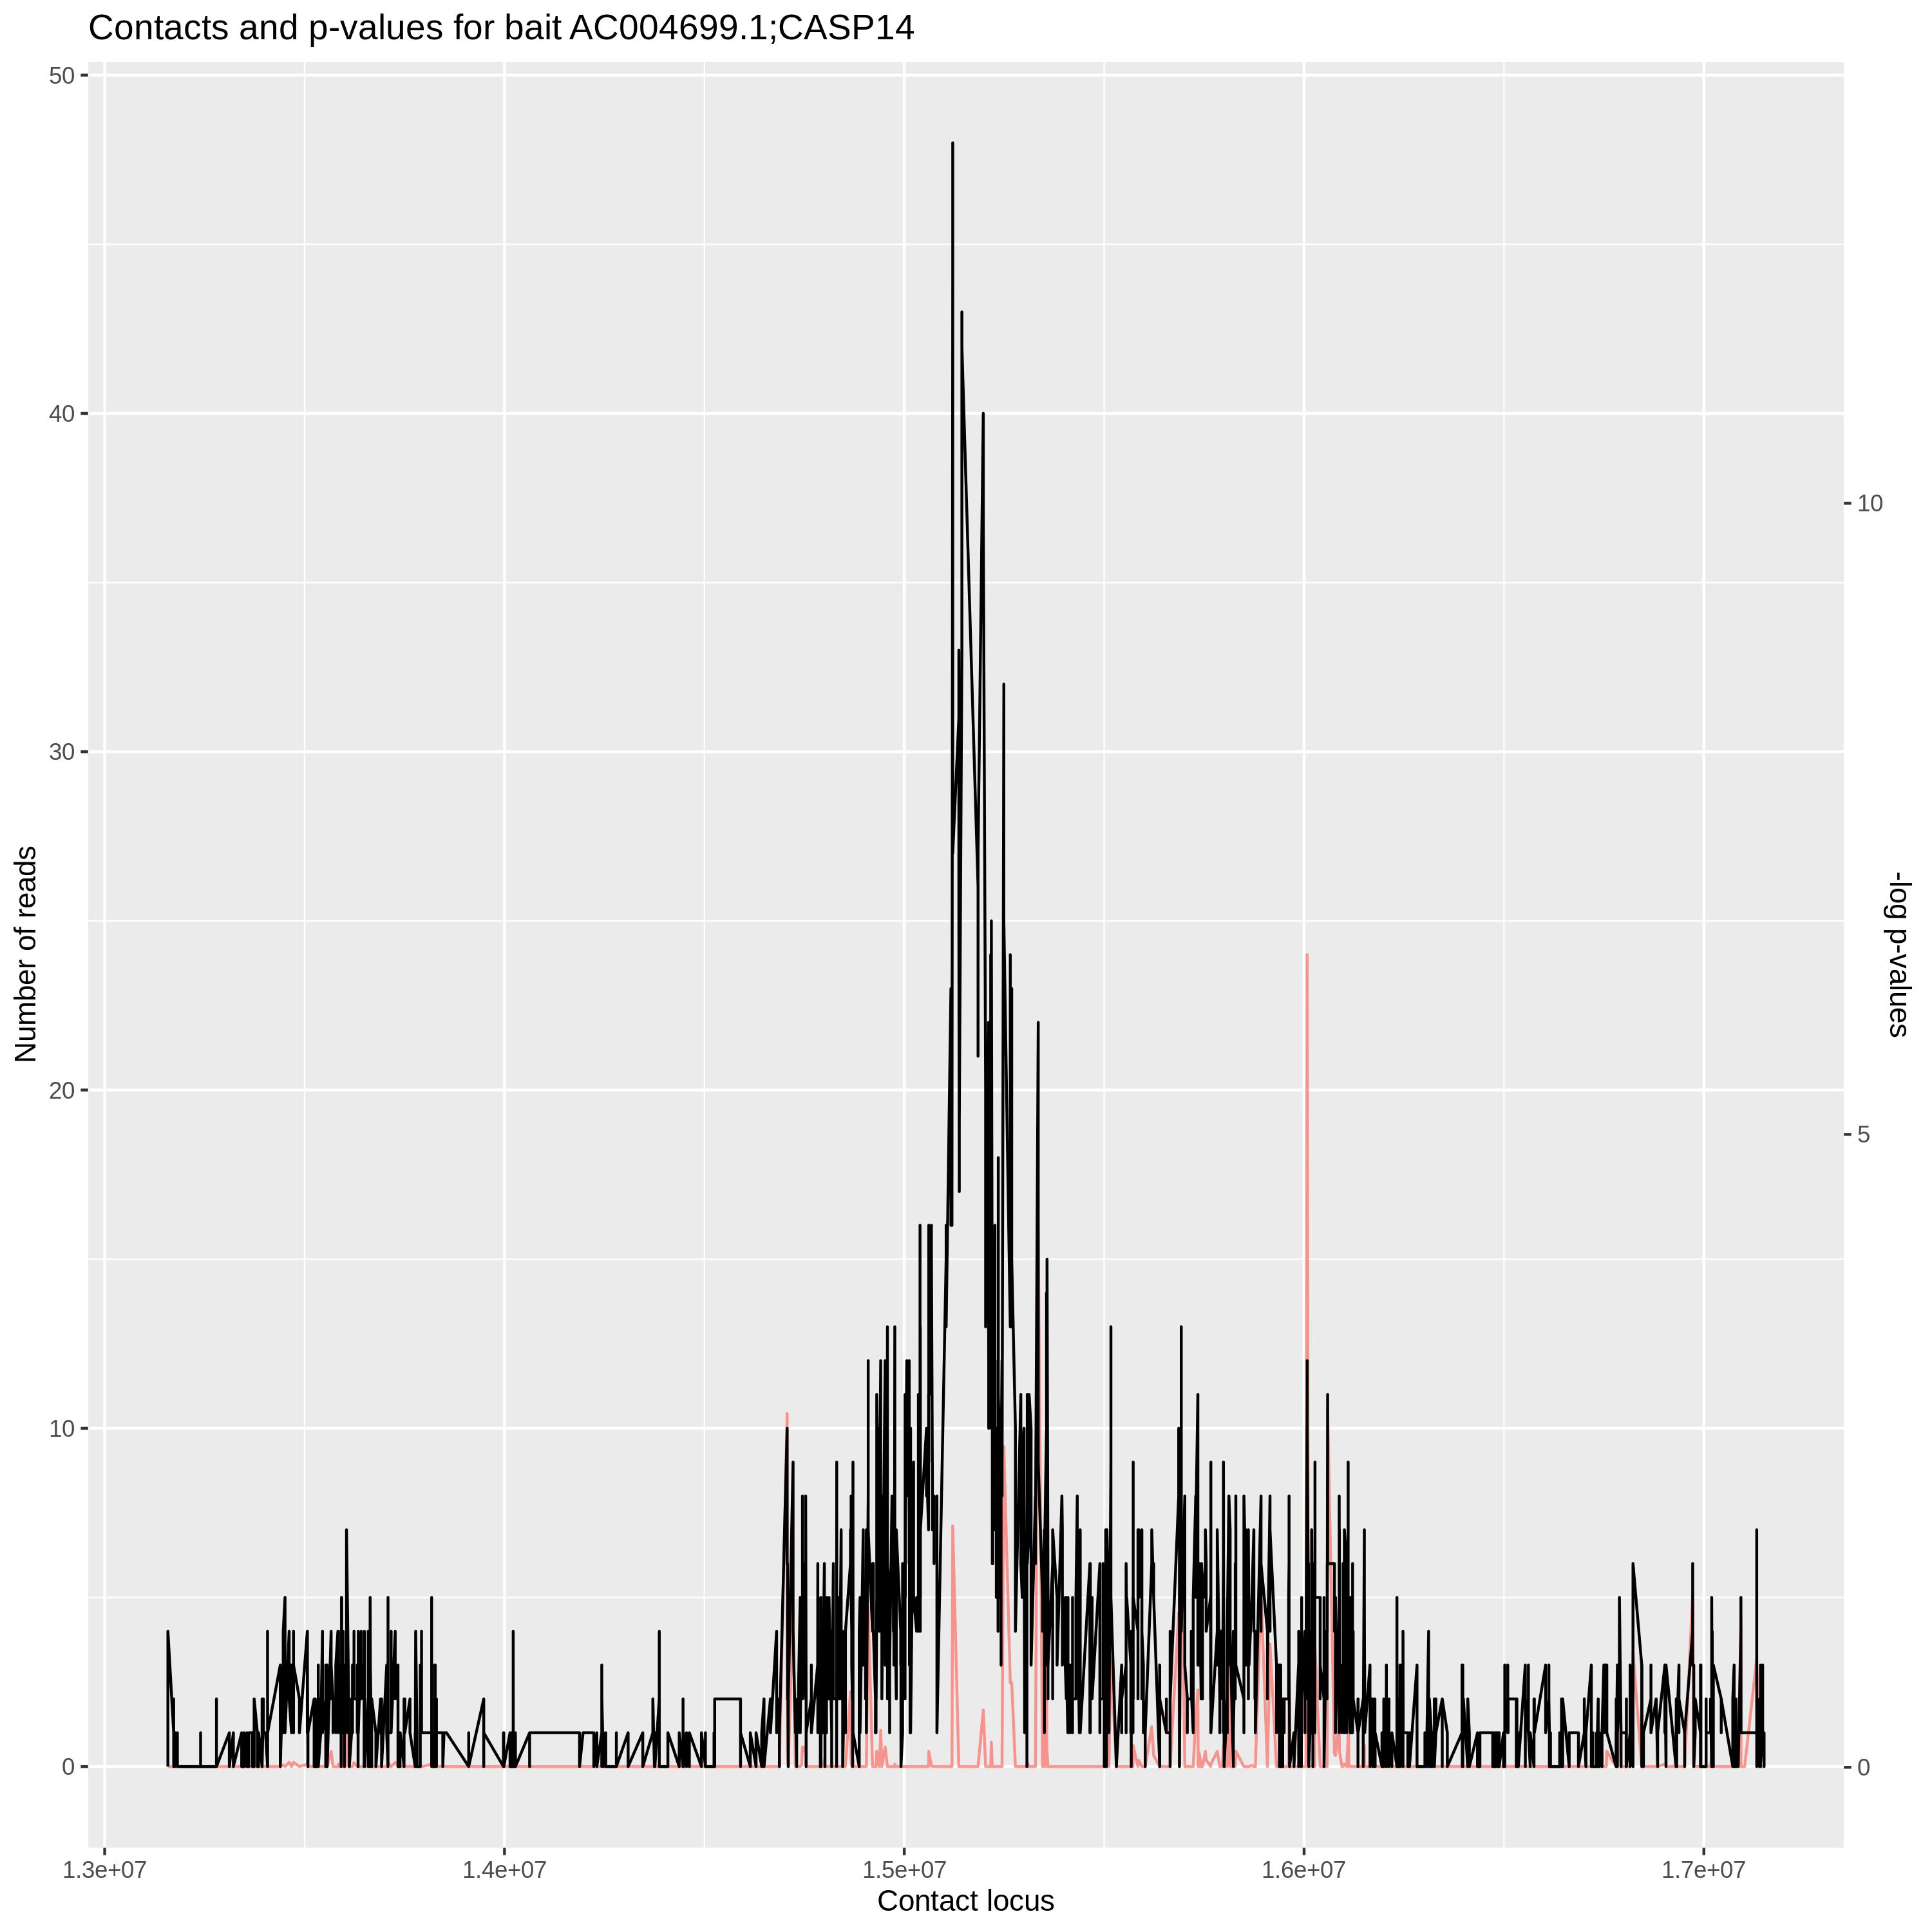 Contacts and p-values for bait AC004699.1;CASP14
50
40
30
20
10
0
Number of reads
10
5
0
-log p-values
1.3e+07
1.4e+07
1.5e+07
1.6e+07
1.7e+07
Contact locus